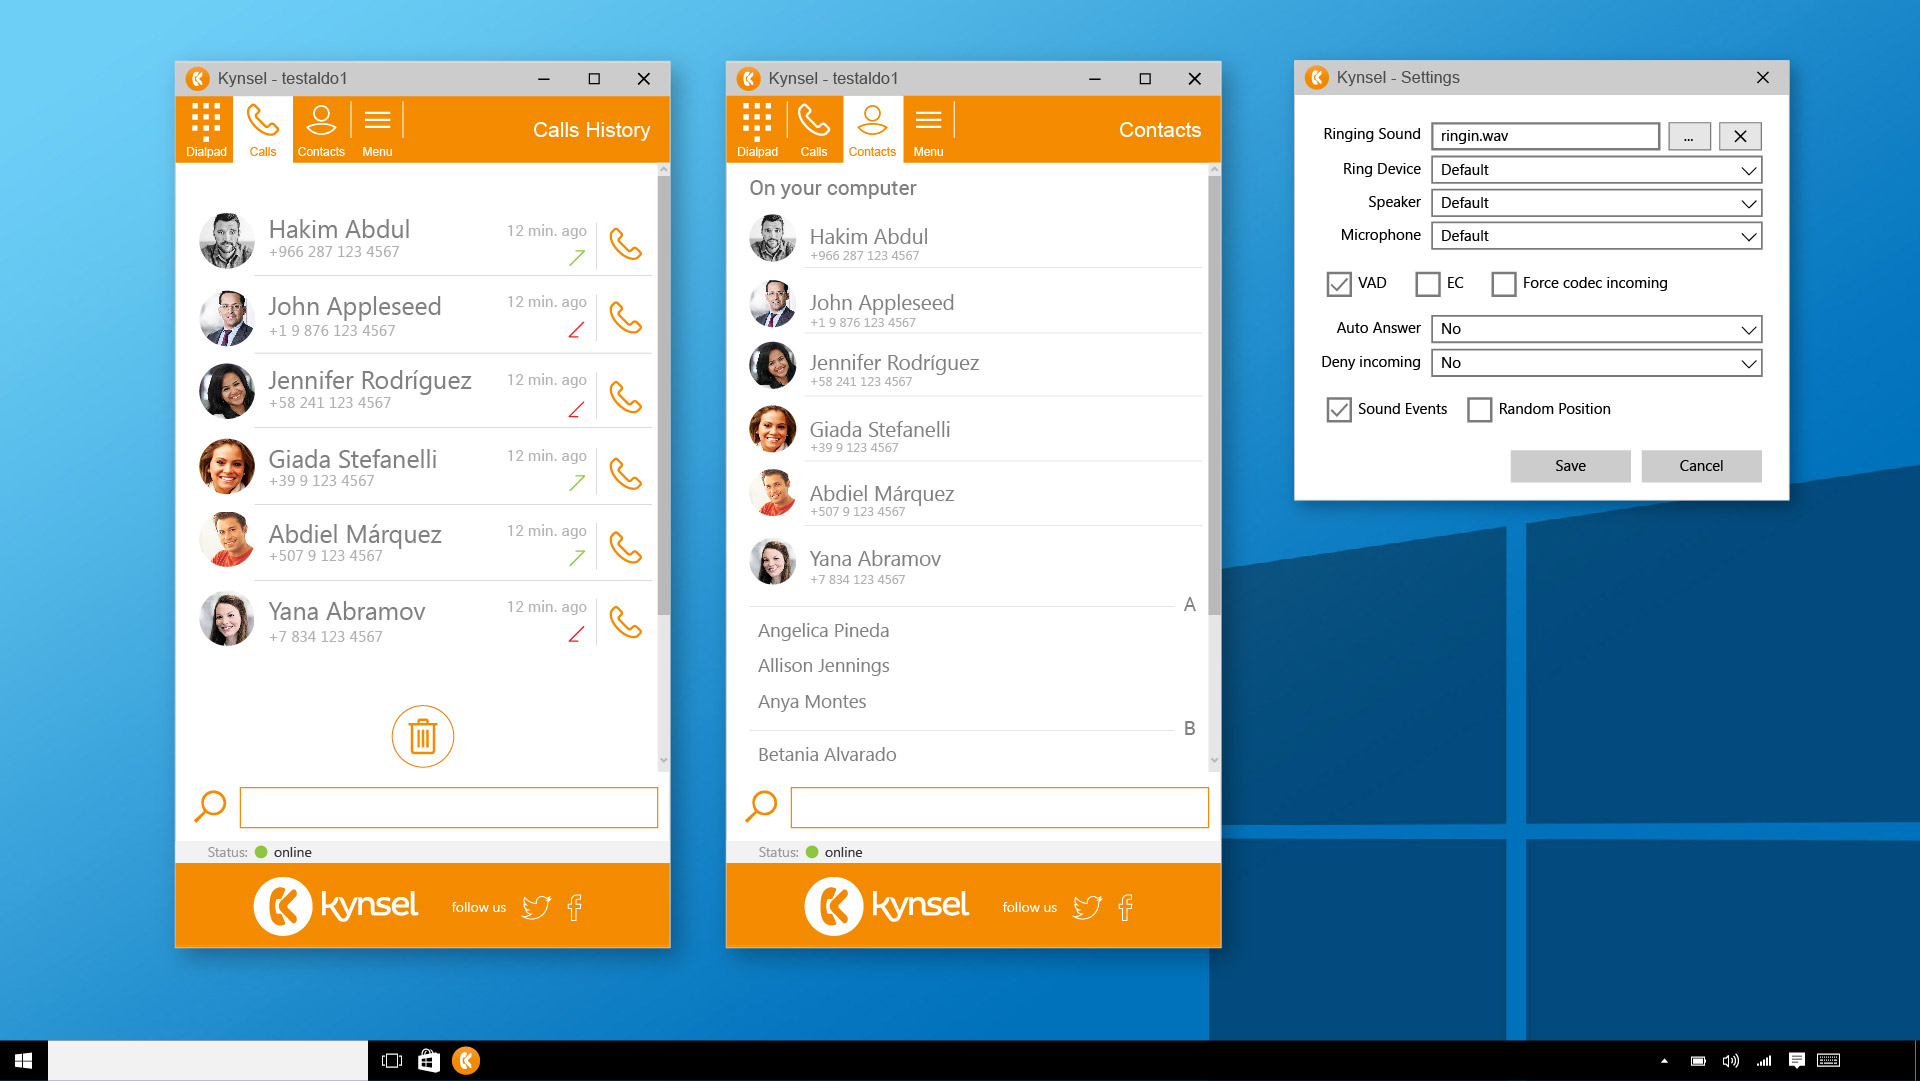 Kynsel - testaldo1
Dialpad
Calls
Contacts
Menu
Calls History
Hakim Abdul
+966 287 123 4567
12 min. ago
John Appleseed
+1 9 876 123 4567
12 min. ago
Jennifer Rodríguez
+58 241 123 4567
12 min. ago
Giada Stefanelli
+39 9 123 4567
12 min. ago
Abdiel Márquez
+507 9 123 4567
12 min. ago
Yana Abramov
+7 834 123 4567
12 min. ago
Status: online
kynsel
follow us
Kynsel - testaldo1
Dialpad
Calls
Contacts
Menu
Contacts
On your computer
Hakim Abdul
+966 287 123 4567
John Appleseed
+1 9 876 123 4567
Jennifer Rodríguez
+58 241 123 4567
Giada Stefanelli
+39 9 123 4567
Abdiel Márquez
+507 9 123 4567
Yana Abramov
+7 834 123 4567
A
Angelica Pineda
Allison Jennings
Anya Montes
B
Betania Alvarado
Status: online
kynsel
follow us
Kynsel - Settings
Ringing Sound ringin.wav ...
Ring Device Default
Speaker Default
Microphone Default
VAD EC Force codec incoming
Auto Answer No
Deny incoming No
Sound Events Random Position
Save Cancel